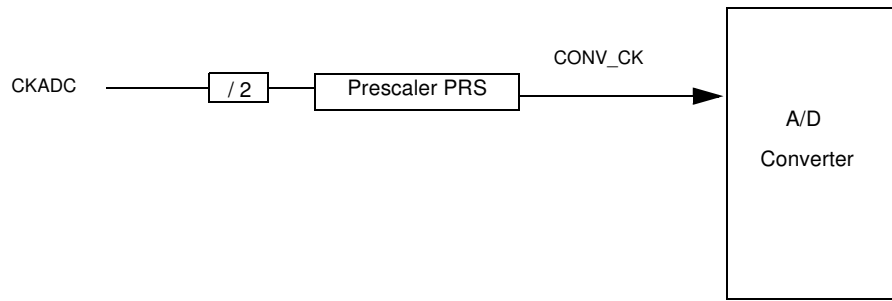 CKADC
/ 2
Prescaler PRS
CONV_CK
A/D
Converter